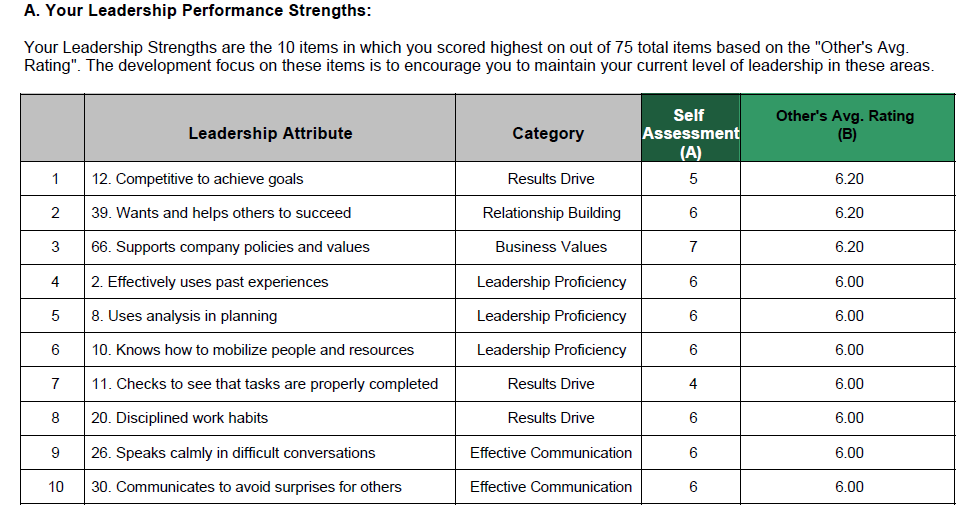 A. Your Leadership Performance Strengths:
Your Leadership Strengths are the 10 items in which you scored highest on out of 75 total items based on the "Other's Avg.
Rating". The development focus on these items is to encourage you to maintain your current level of leadership in these areas.
Leadership Attribute Category Self Assessment (A) Other's Avg. Rating (B)
1 12. Competitive to achieve goals Results Drive 5 6.20
2 39. Wants and helps others to succeed Relationship Building 6 6.20
3 66. Supports company policies and values Business Values 7 6.20
4 2. Effectively uses past experiences Leadership Proficiency 6 6.00
5 8. Uses analysis in planning Leadership Proficiency 6 6.00
6 10. Knows how to mobilize people and resources Leadership Proficiency 6 6.00
7 11. Checks to see that tasks are properly completed Results Drive 4 6.00
8 20. Disciplined work habits Results Drive 6 6.00
9 26. Speaks calmly in difficult conversations Effective Communication 6 6.00
10 30. Communicates to avoid surprises for others Effective Communication 6 6.00